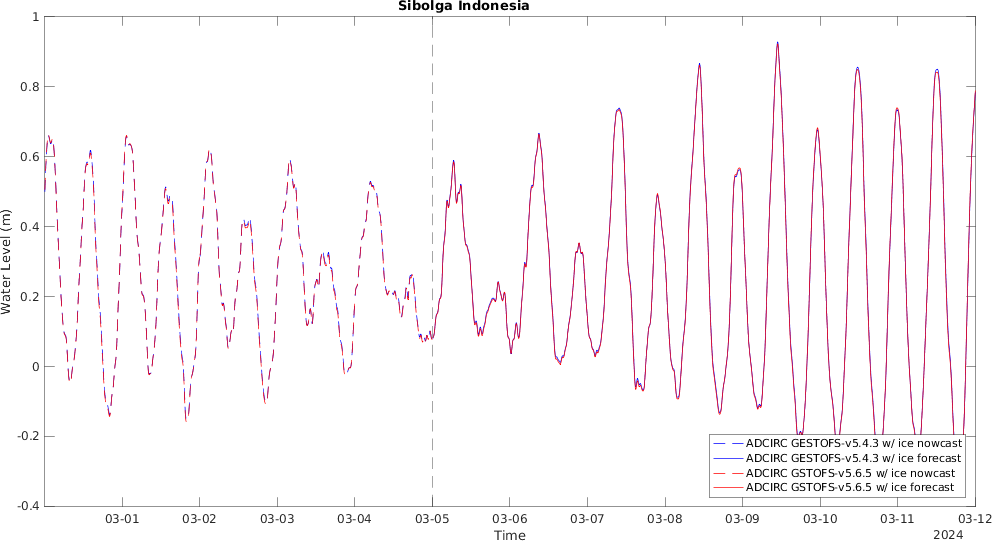 Sibolga Indonesia
Water Level (m)
1
0.8
0.6
0.4
0.2
0
-0.2
-0.4
ADCIRC GESTOFS-v5.4.3 w/ ice nowcast
ADCIRC GESTOFS-v5.4.3 w/ ice forecast
ADCIRC GSTOFS-v5.6.5 w/ ice nowcast
ADCIRC GSTOFS-v5.6.5 w/ ice forecast
03-01 03-02 03-03 03-04 03-05 03-06 03-07 03-08 03-09 03-10 03-11 03-12
Time
2024